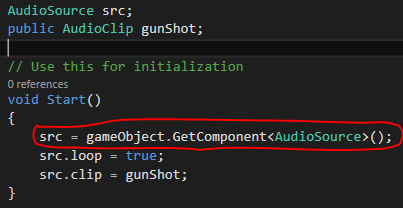 AudioSource src;
public AudioClip gunShot;
// Use this for initialization
0 references
void Start()
{
src = gameObject.GetComponent<AudioSource>();
src.loop = true;
src.clip = gunShot;
}